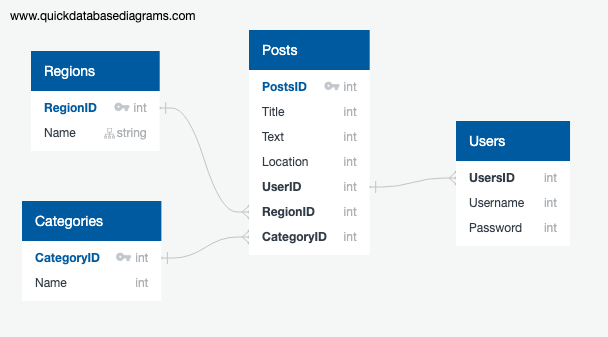 www.quickdatabasediagrams.com
Regions
RegionID int
Name string
Categories
CategoryID int
Name int
Posts
PostsID int
Title int
Text int
Location int
UserID int
RegionID int
CategoryID int
Users
UsersID int
Username int
Password int